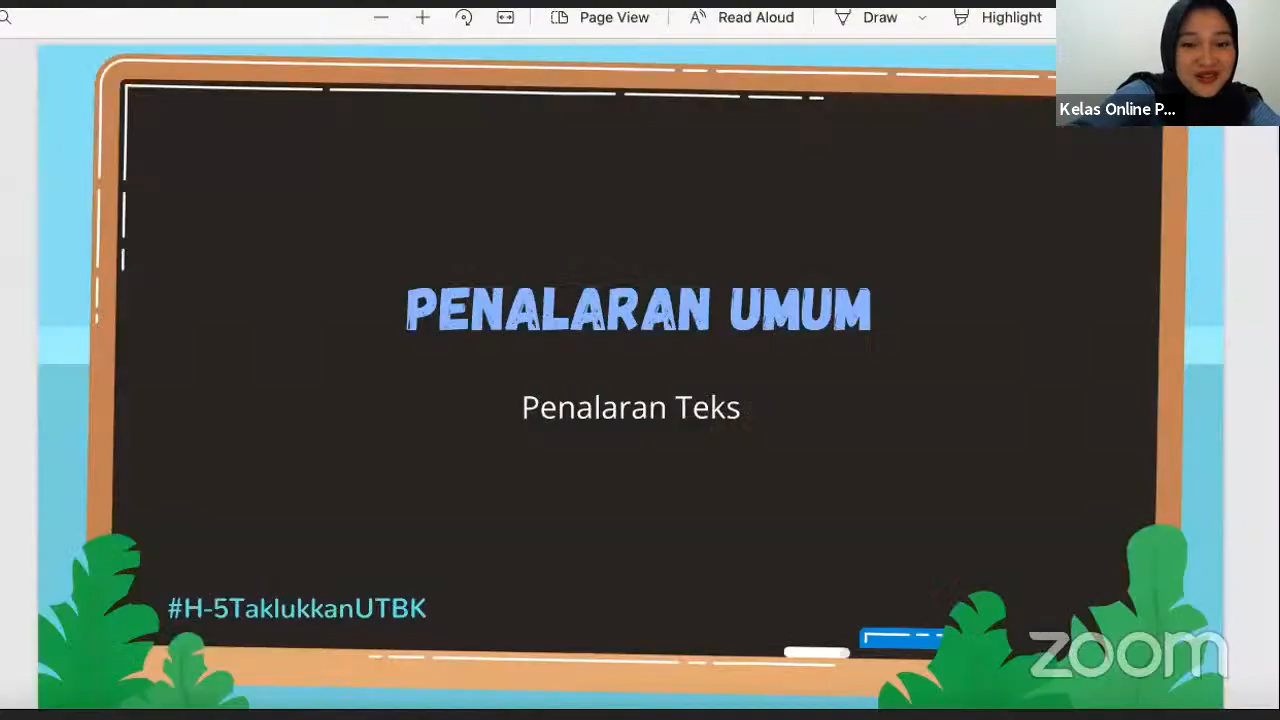 Page View
Read Aloud
Draw
Highlight
Kelas Online P...
PENALARAN UMUM
Penalaran Teks
#H-5TaklukkanUTBK
zoom